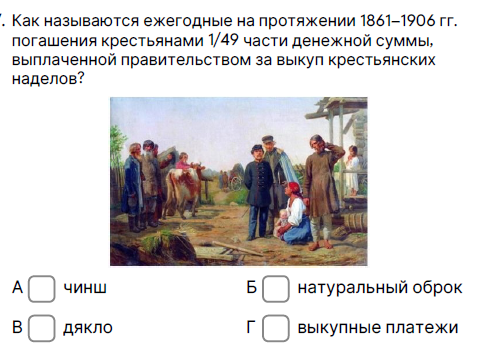 . Как называются ежегодные на протяжении 1861–1906 гг.
погашения крестьянами 1/49 части денежной суммы,
выплаченной правительством за выкуп крестьянских
наделов?
А чинш
Б натуральный оброк
В дякло
Г выкупные платежи